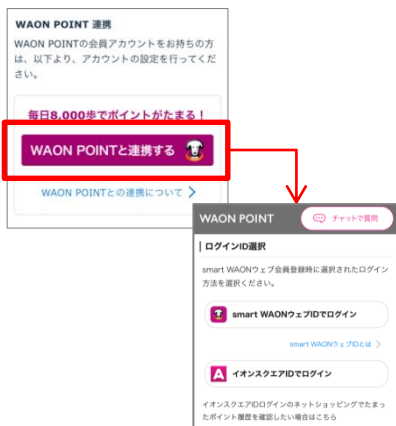 WAON POINT 連携
WAON POINTの会員アカウントをお持ちの方
は、以下より、アカウントの設定を行ってくだ
さい。
毎日8,000歩でポイントがたまる！
WAON POINTと連携する
WAON POINTとの連携について >
WAON POINT
チャットで質問
ログインID選択
smart WAONウェブ会員登録時に選択されたログイン
方法を選択ください。
smart WAONウェブIDでログイン
smart WAONウェブIDとは >
イオンスクエアIDでログイン
イオンスクエアIDログインのネットショッピングでたまっ
たポイント履歴を確認したい場合はこちら